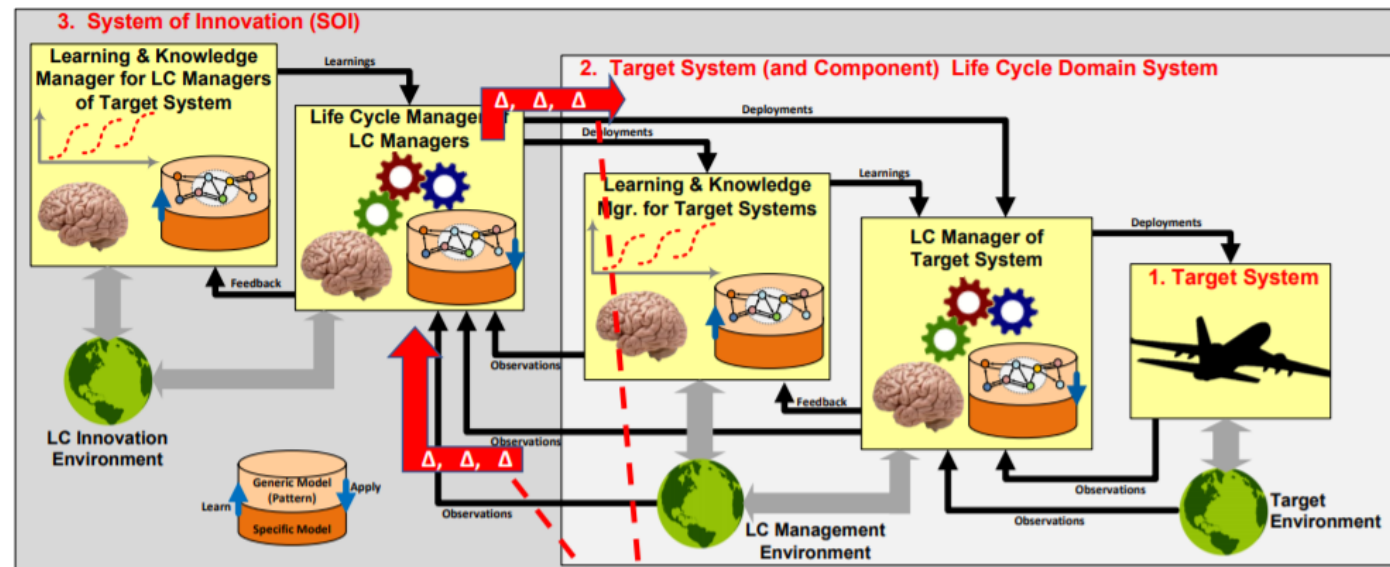 3. System of Innovation (SOI)
Learning & Knowledge
Manager for LC Managers
of Target System
Learnings
Life Cycle Manager of
LC Managers
Feedback
LC Innovation
Environment
Generic Model
(Pattern)
Learn
Apply
Specific Model
Δ, Δ, Δ
Δ, Δ, Δ
2. Target System (and Component) Life Cycle Domain System
Deployments
Deployments
Learning & Knowledge
Mgr. for Target Systems
Learnings
LC Manager of
Target System
Deployments
1. Target System
Observations
Feedback
Observations
Observations
LC Management
Environment
Observations
Observations
Target
Environment